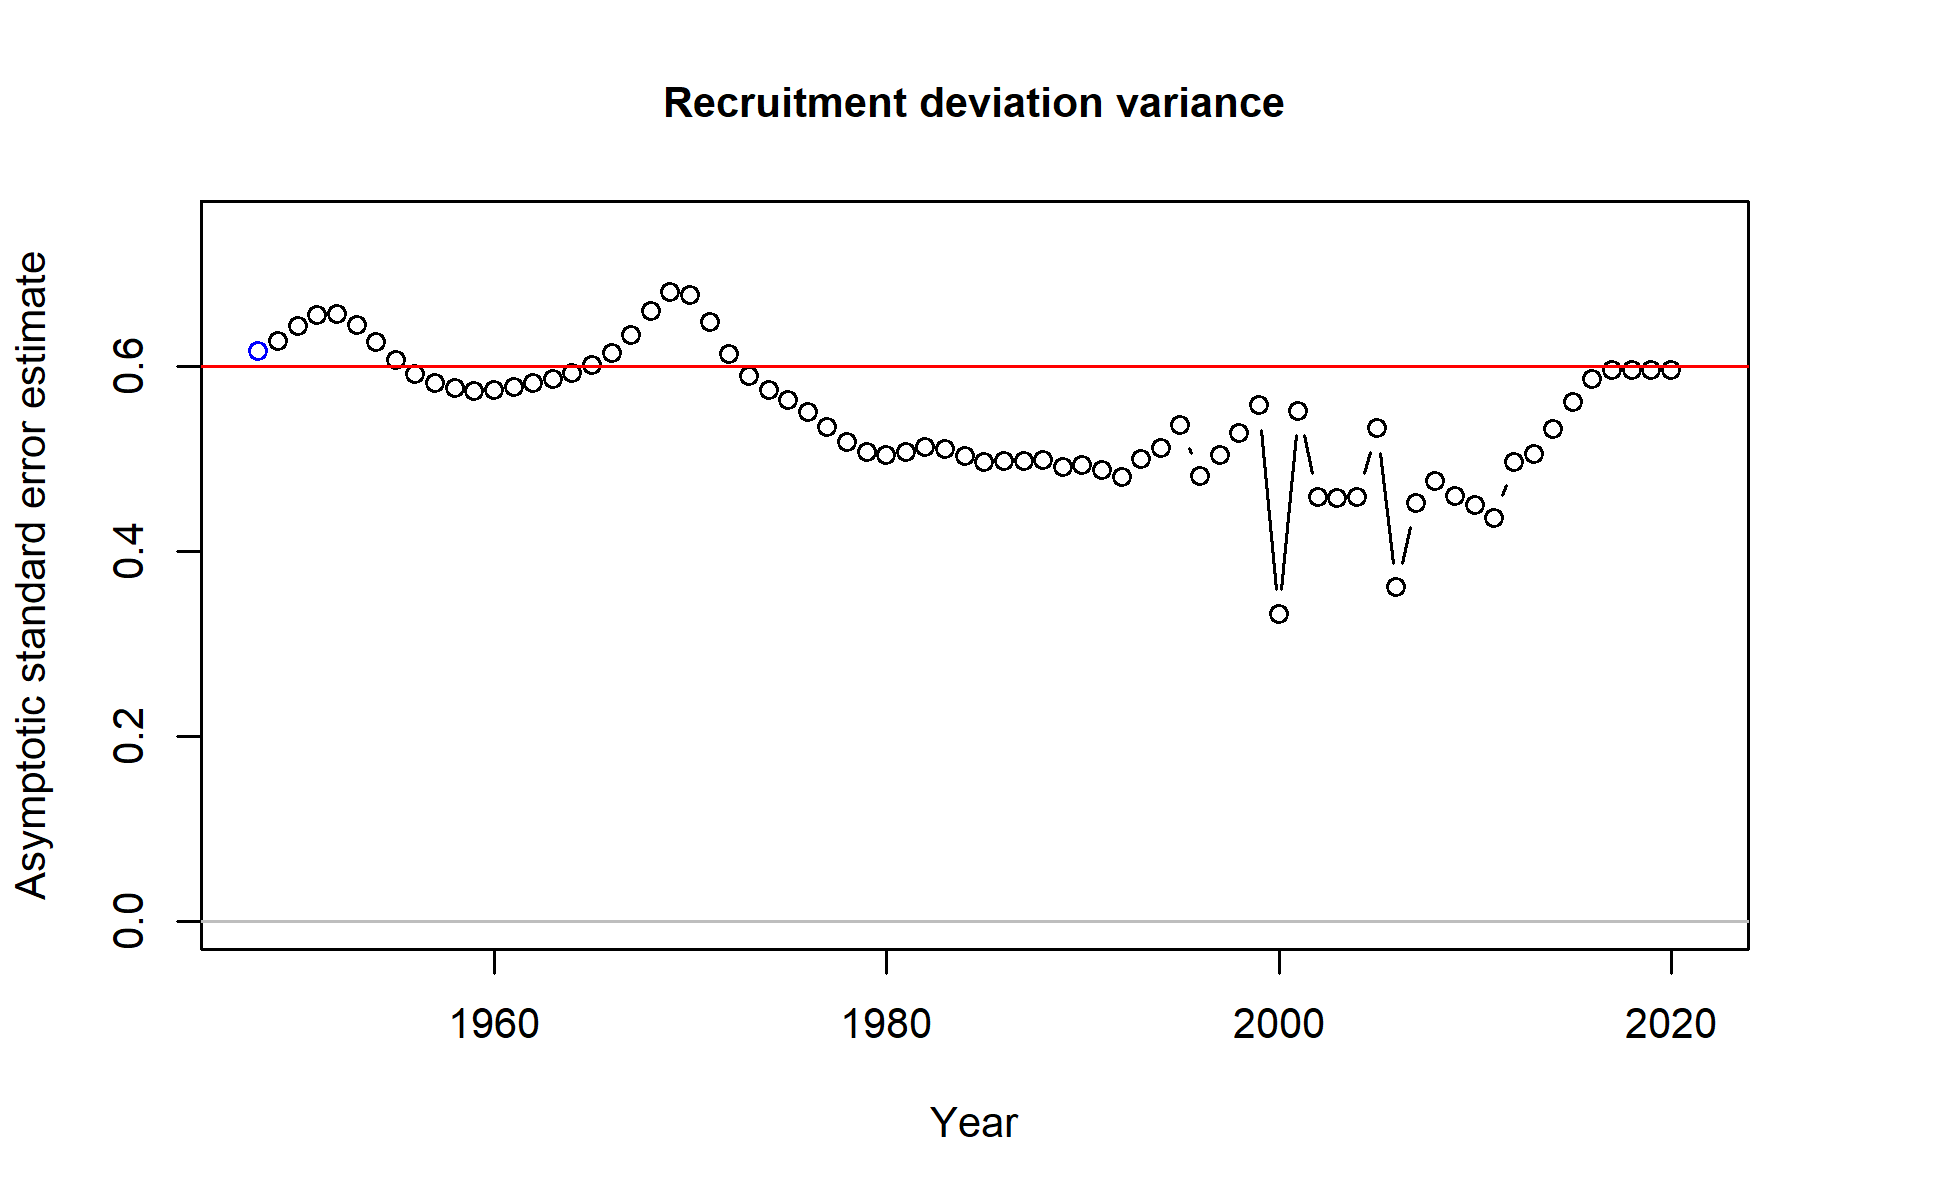 Recruitment deviation variance
Asymptotic standard error estimate
0.6
0.4
0.2
0.0
1960
1980
2000
2020
Year